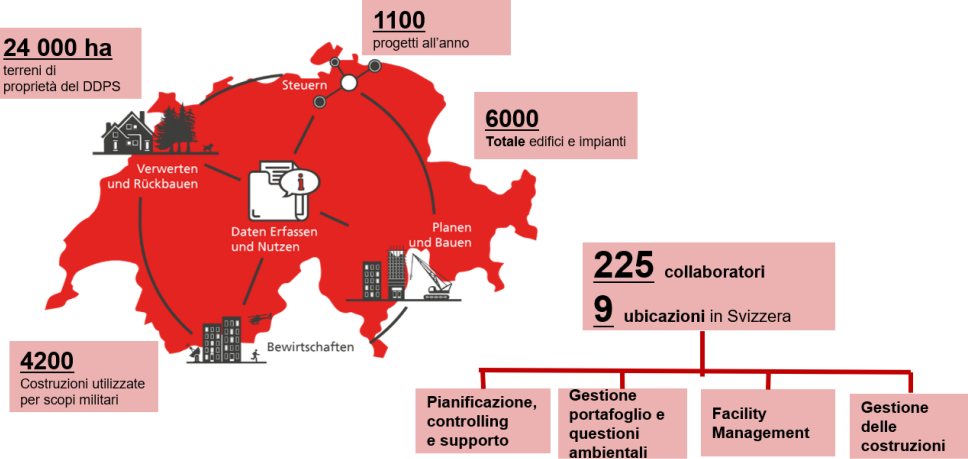 1100
progetti all'anno
24 000 ha
terreni di
proprietà del DDPS
Steuern
6000
Totale edifici e impianti
Verwerten
und Rückbauen
i
Daten Erfassen
und Nutzen
Planen
und Bauen
225 collaboratori
9 ubicazioni in Svizzera
Bewirtschaften
4200
Costruzioni utilizzate
per scopi militari
Pianificazione,
controlling
e supporto
Gestione
portafoglio e
questioni
ambientali
Facility
Management
Gestione
delle
costruzioni